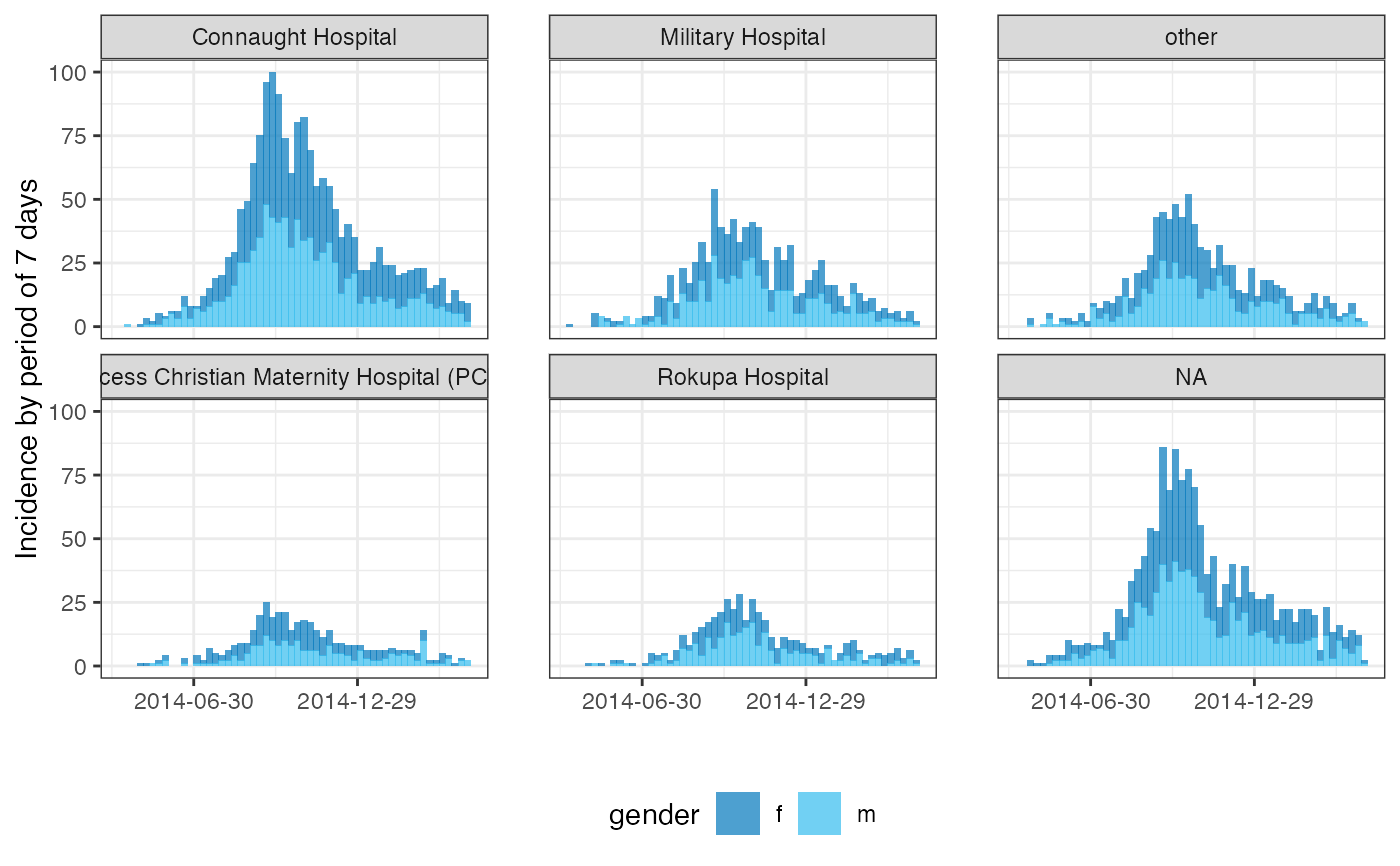 Connaught Hospital
Military Hospital
other
100
75
50
25
0
cess Christian Maternity Hospital (PC
Rokupa Hospital
NA
100
75
50
25
0
2014-06-30
2014-12-29
2014-06-30
2014-12-29
2014-06-30
2014-12-29
Incidence by period of 7 days
gender f m